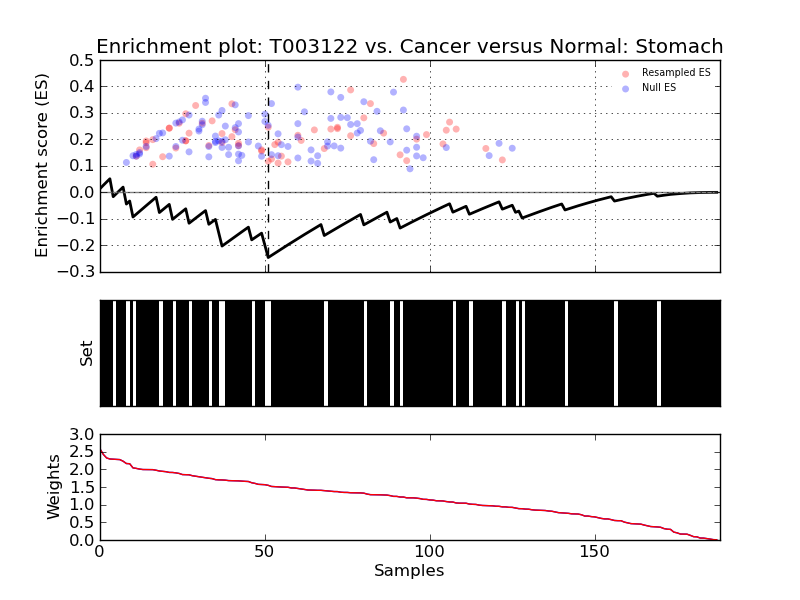 Enrichment plot: T003122 vs. Cancer versus Normal: Stomach
Enrichment score (ES)
0.5
0.4
0.3
0.2
0.1
0.0
−0.1
−0.2
−0.3
Resampled ES
Null ES
Set
Weights
3.0
2.5
2.0
1.5
1.0
0.5
0.0
0
50
100
150
Samples